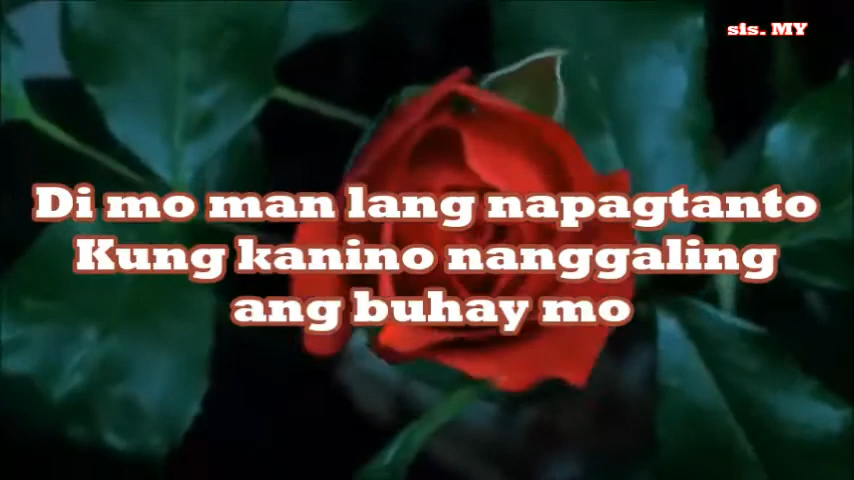 sis. MY
Di mo man lang napagtanto
Kung kanino nanggaling
ang buhay mo